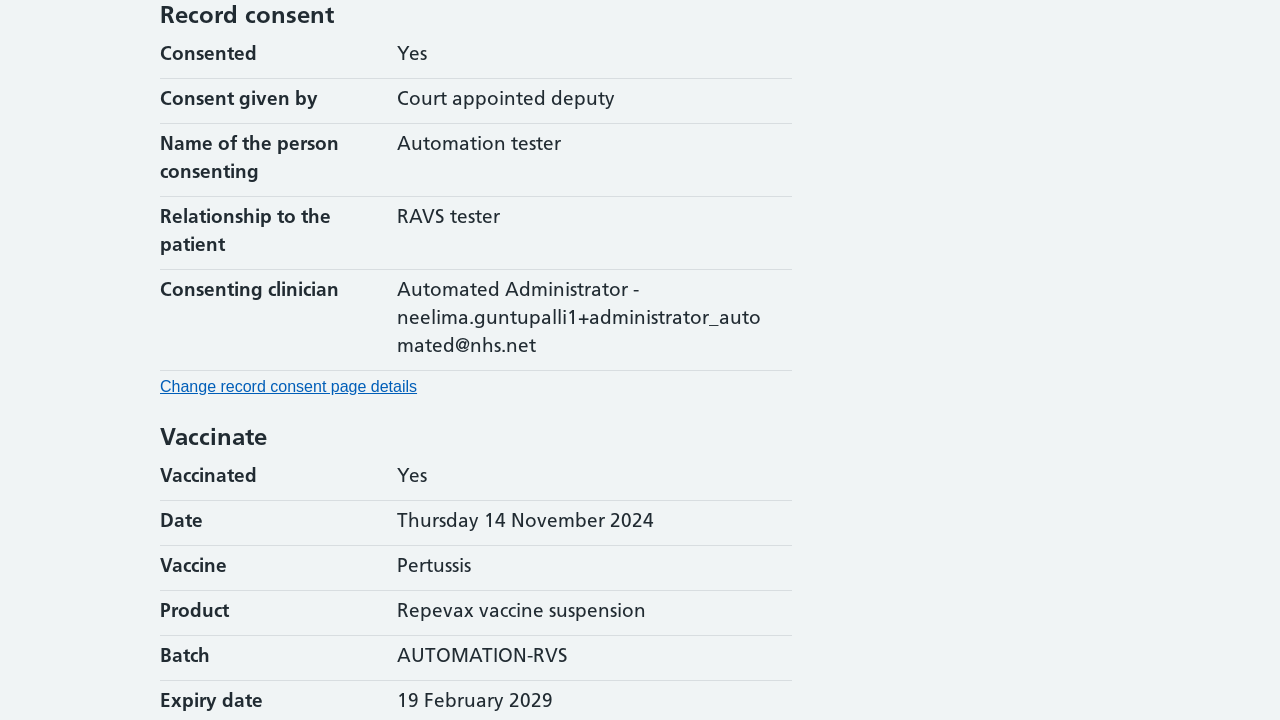 Record consent
Consented Yes
Consent given by Court appointed deputy
Name of the person Automation tester
consenting
Relationship to the RAVS tester
patient
Consenting clinician Automated Administrator -
neelima.guntupalli1+administrator_auto
mated@nhs.net
Change record consent page details
Vaccinate
Vaccinated Yes
Date Thursday 14 November 2024
Vaccine Pertussis
Product Repevax vaccine suspension
Batch AUTOMATION-RVS
Expiry date 19 February 2029